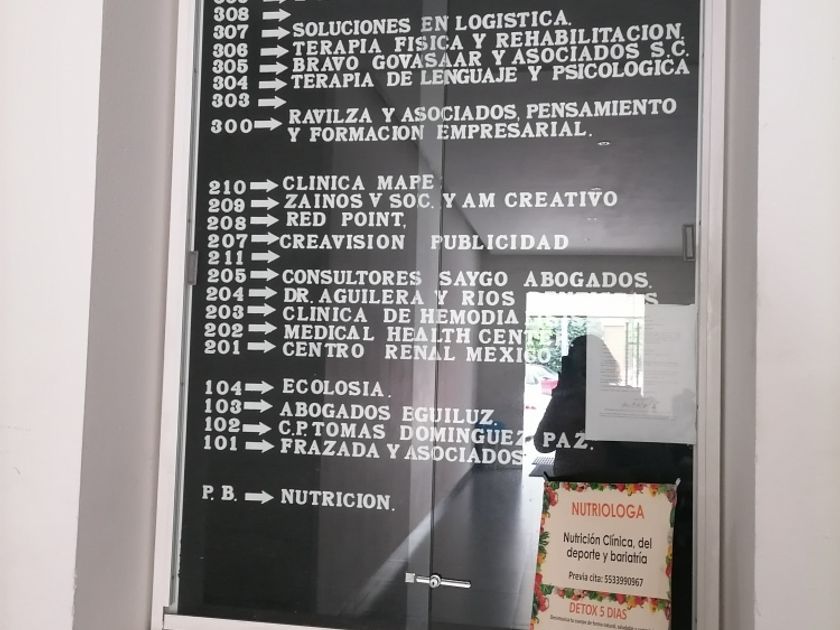 308
307 SOLUCIONES EN LOGISTICA.
306 TERAPIA FISICA Y REHABILITACION.
305 BRAVO GOVASAAR Y ASOCIADOS S.C.
304 TERAPIA DE LENGUAJE Y PSICOLOGICA
303
300 RAVILZA Y ASOCIADOS, PENSAMIENTO
Y FORMACION EMPRESARIAL.
210 CLINICA MAPE
209 ZAINOS V SOC. Y AM CREATIVO
208 RED POINT,
207 CREAVISION PUBLICIDAD
211
205 CONSULTORES SAYGO ABOGADOS.
204 DR. AGUILERA Y RIOS
203 CLINICA DE
202 MEDICAL HEALTH CENTER
201 CENTRO RENAL MEXICO
104 ECOLOSIA.
103 ABOGADOS EGUILUZ
102 C.P. TOMAS DOMINGUEZ PAZ.
101 FRAZADA Y ASOCIADOS
P.B. NUTRICION.
NUTRIOLOGA
Nutrición Clínica, del
deporte y bariatría
Previa cita: 5533990967
DETOX 5 DIAS